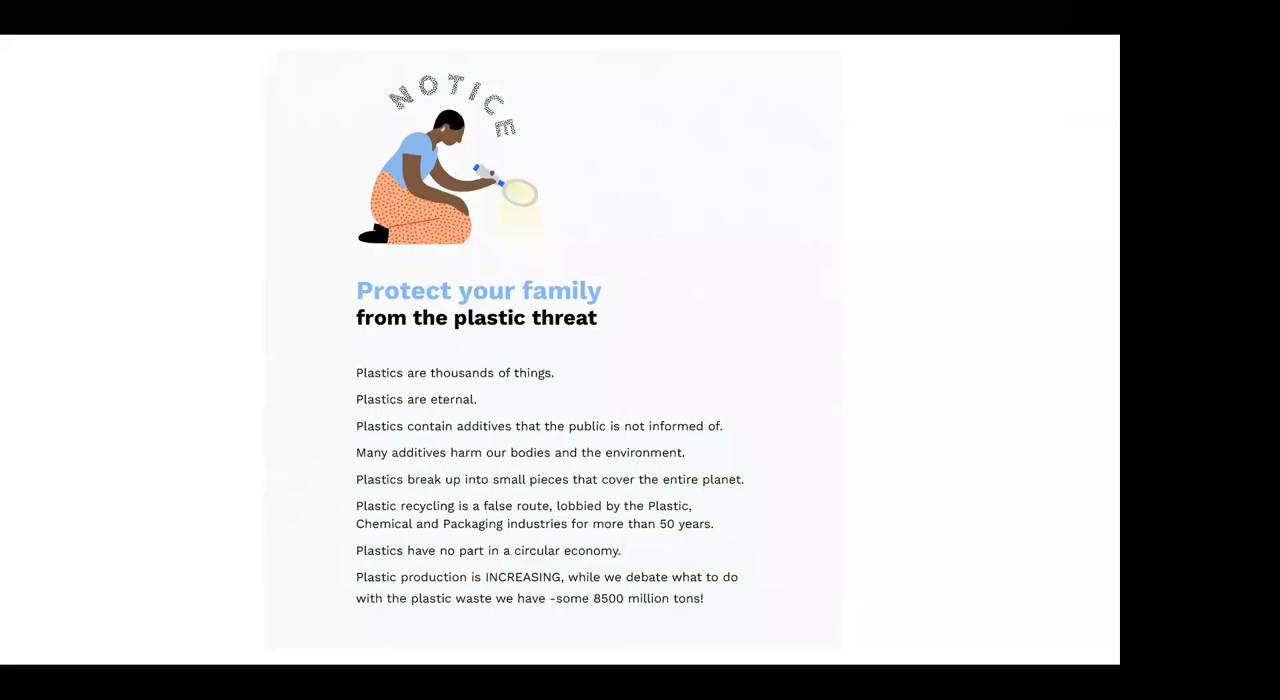 NOTICE
Protect your family
from the plastic threat
Plastics are thousands of things.
Plastics are eternal.
Plastics contain additives that the public is not informed of.
Many additives harm our bodies and the environment.
Plastics break up into small pieces that cover the entire planet.
Plastic recycling is a false route, lobbied by the Plastic,
Chemical and Packaging industries for more than 50 years.
Plastics have no part in a circular economy.
Plastic production is INCREASING, while we debate what to do
with the plastic waste we have -some 8500 million tons!